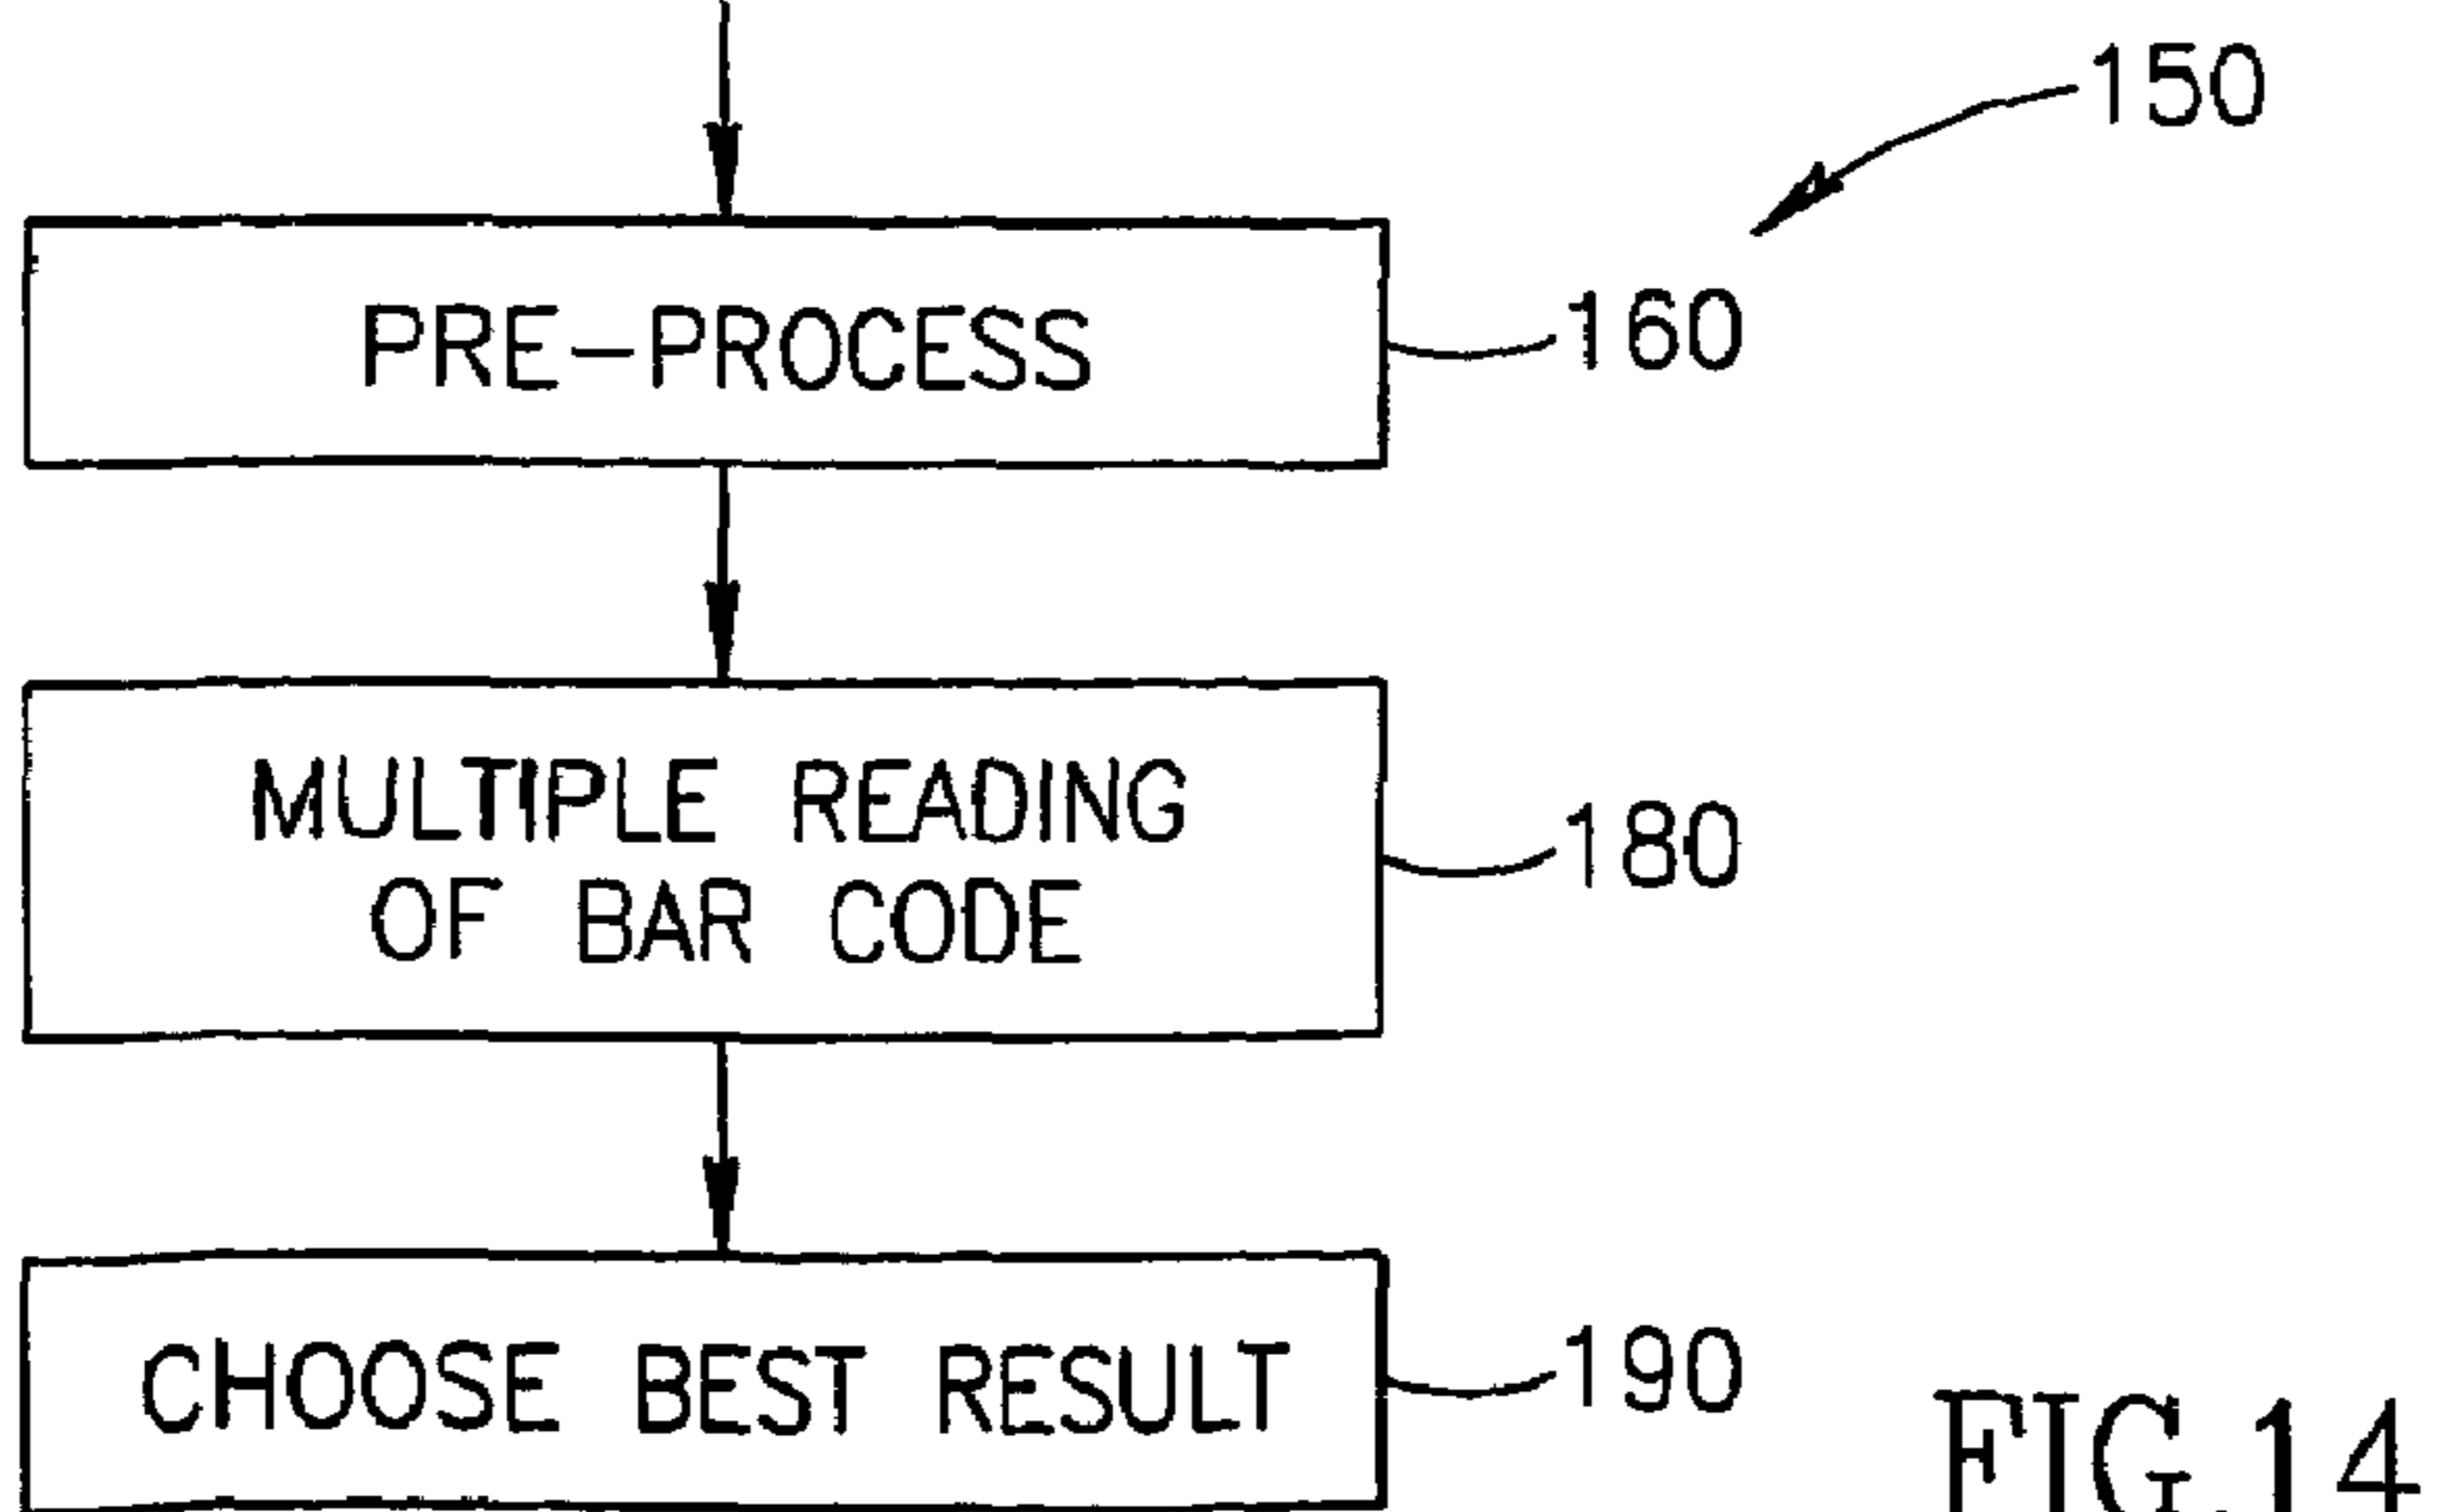 150
PRE-PROCESS
160
MULTIPLE READING
OF BAR CODE
180
CHOOSE BEST RESULT
190
FIG.14